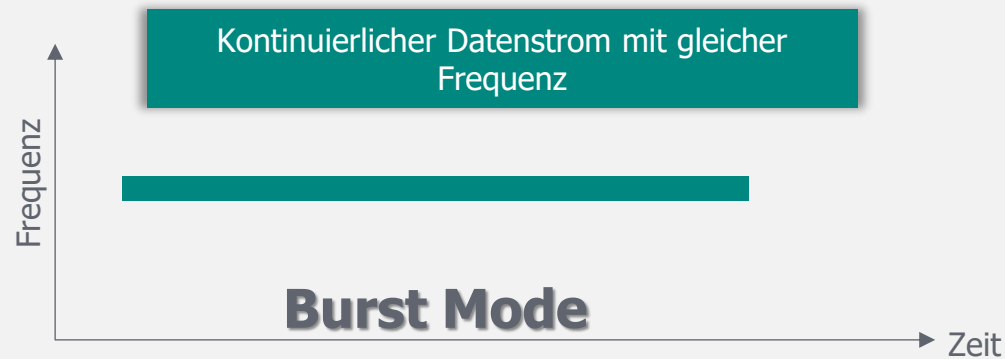 Kontinuierlicher Datenstrom mit gleicher
Frequenz
Frequenz
Burst Mode
Zeit